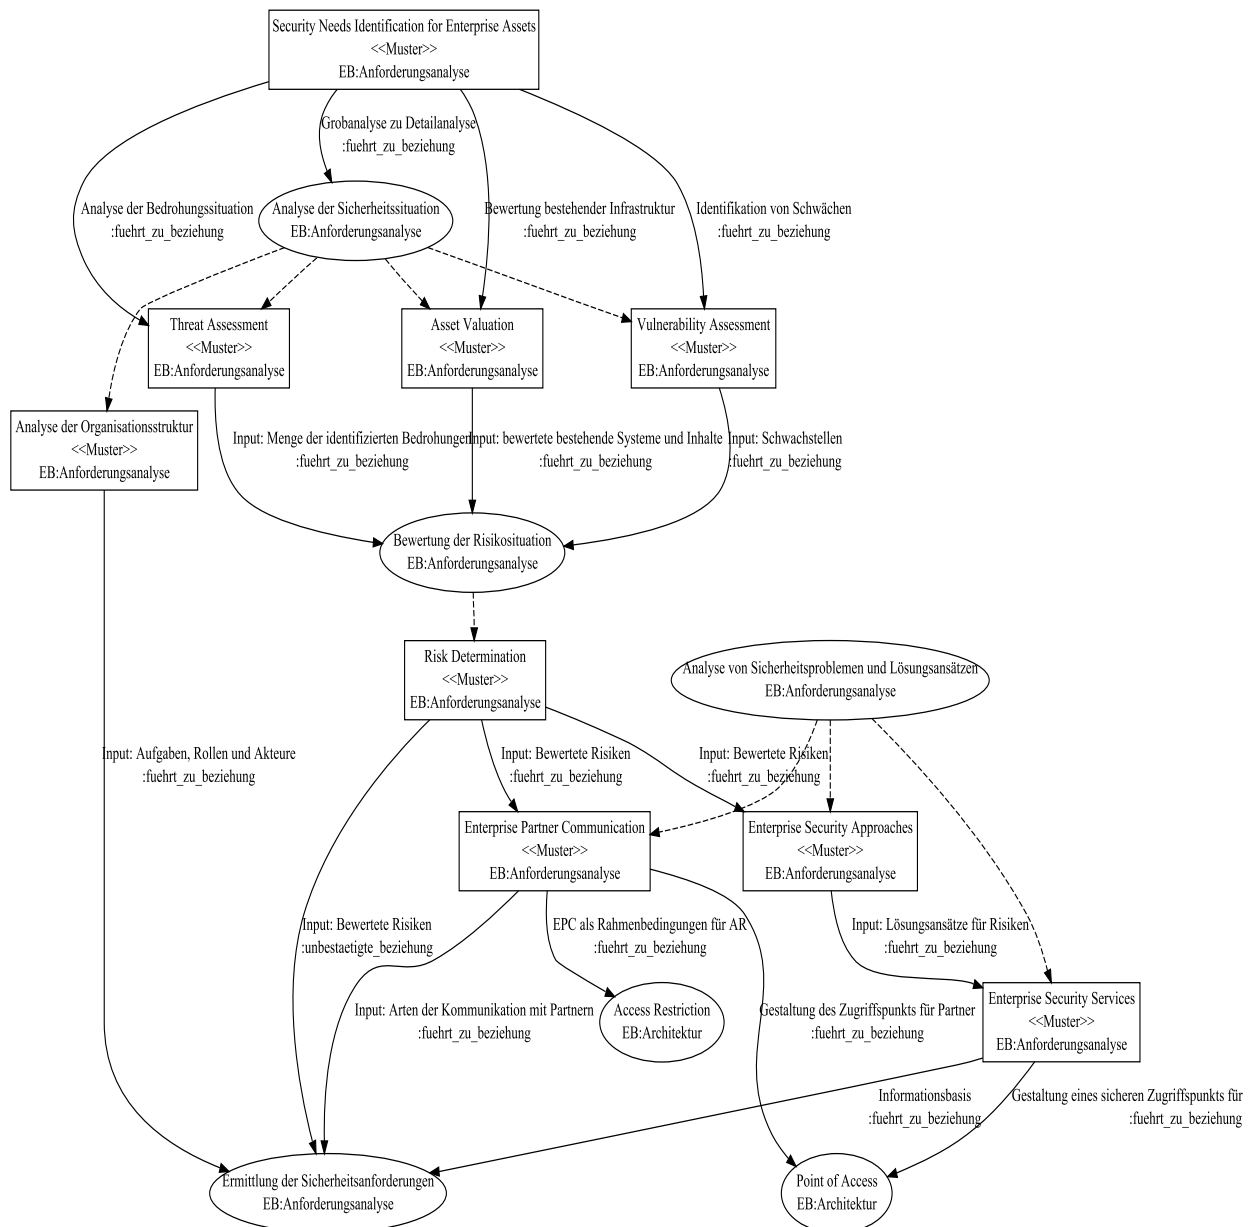 Security Needs Identification for Enterprise Assets
<<Muster>>
EB:Anforderungsanalyse
Grobanalyse zu Detailanalyse
:fuehrt_zu_beziehung
Analyse der Bedrohungssituation
:fuehrt_zu_beziehung
Analyse der Sicherheitssituation
EB:Anforderungsanalyse
Bewertung bestehender Infrastruktur
:fuehrt_zu_beziehung
Identifikation von Schwächen
:fuehrt_zu_beziehung
Threat Assessment
<<Muster>>
EB:Anforderungsanalyse
Asset Valuation
<<Muster>>
EB:Anforderungsanalyse
Vulnerability Assessment
<<Muster>>
EB:Anforderungsanalyse
Analyse der Organisationsstruktur
<<Muster>>
EB:Anforderungsanalyse
Input: Menge der identifizierten Bedrohungen
:fuehrt_zu_beziehung
Input: bewertete bestehende Systeme und Inhalte
:fuehrt_zu_beziehung
Input: Schwachstellen
:fuehrt_zu_beziehung
Bewertung der Risikosituation
EB:Anforderungsanalyse
Risk Determination
<<Muster>>
EB:Anforderungsanalyse
Analyse von Sicherheitsproblemen und Lösungsansätzen
EB:Anforderungsanalyse
Input: Aufgaben, Rollen und Akteure
:fuehrt_zu_beziehung
Input: Bewertete Risiken
:fuehrt_zu_beziehung
Input: Bewertete Risiken
:fuehrt_zu_beziehung
Enterprise Partner Communication
<<Muster>>
EB:Anforderungsanalyse
Enterprise Security Approaches
<<Muster>>
EB:Anforderungsanalyse
Input: Bewertete Risiken
:unbestaetigte_beziehung
EPC als Rahmenbedingungen für AR
:fuehrt_zu_beziehung
Input: Lösungsansätze für Risiken
:fuehrt_zu_beziehung
Input: Arten der Kommunikation mit Partnern
:fuehrt_zu_beziehung
Access Restriction
EB:Architektur
Gestaltung des Zugriffspunkts für Partner
:fuehrt_zu_beziehung
Enterprise Security Services
<<Muster>>
EB:Anforderungsanalyse
Informationsbasis
:fuehrt_zu_beziehung
Gestaltung eines sicheren Zugriffspunkts für
:fuehrt_zu_beziehung
Ermittlung der Sicherheitsanforderungen
EB:Anforderungsanalyse
Point of Access
EB:Architektur